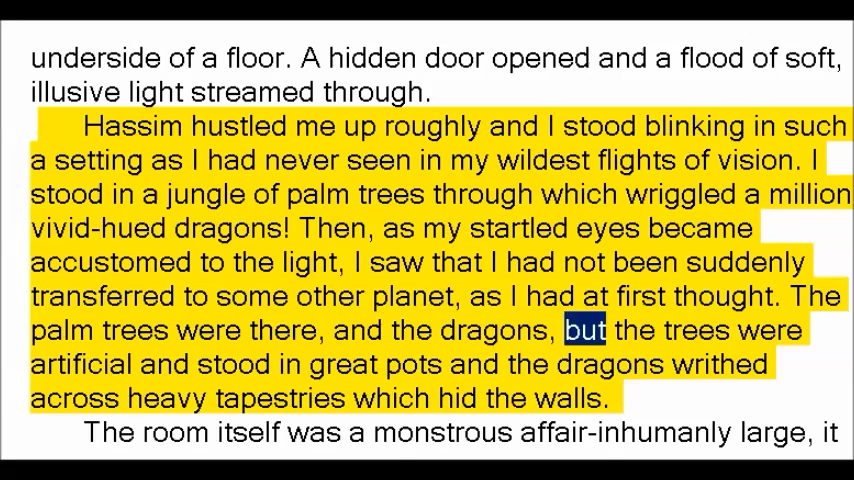 underside of a floor. A hidden door opened and a flood of soft,
illusive light streamed through.
Hassim hustled me up roughly and I stood blinking in such
a setting as I had never seen in my wildest flights of vision. I
stood in a jungle of palm trees through which wriggled a million
vivid-hued dragons! Then, as my startled eyes became
accustomed to the light, I saw that I had not been suddenly
transferred to some other planet, as I had at first thought. The
palm trees were there, and the dragons, but the trees were
artificial and stood in great pots and the dragons writhed
across heavy tapestries which hid the walls.
The room itself was a monstrous affair-inhumanly large, it